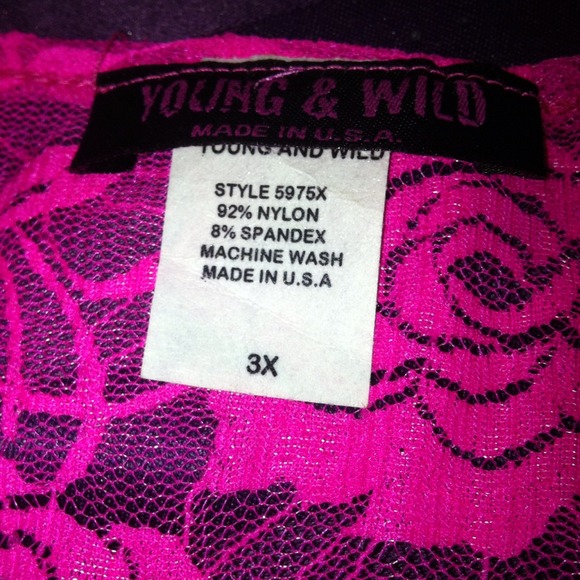 YOUNG & WILD
MADE IN U.S.A.
YOUNG AND WILD
STYLE 5975X
92% NYLON
8% SPANDEX
MACHINE WASH
MADE IN U.S.A
3X